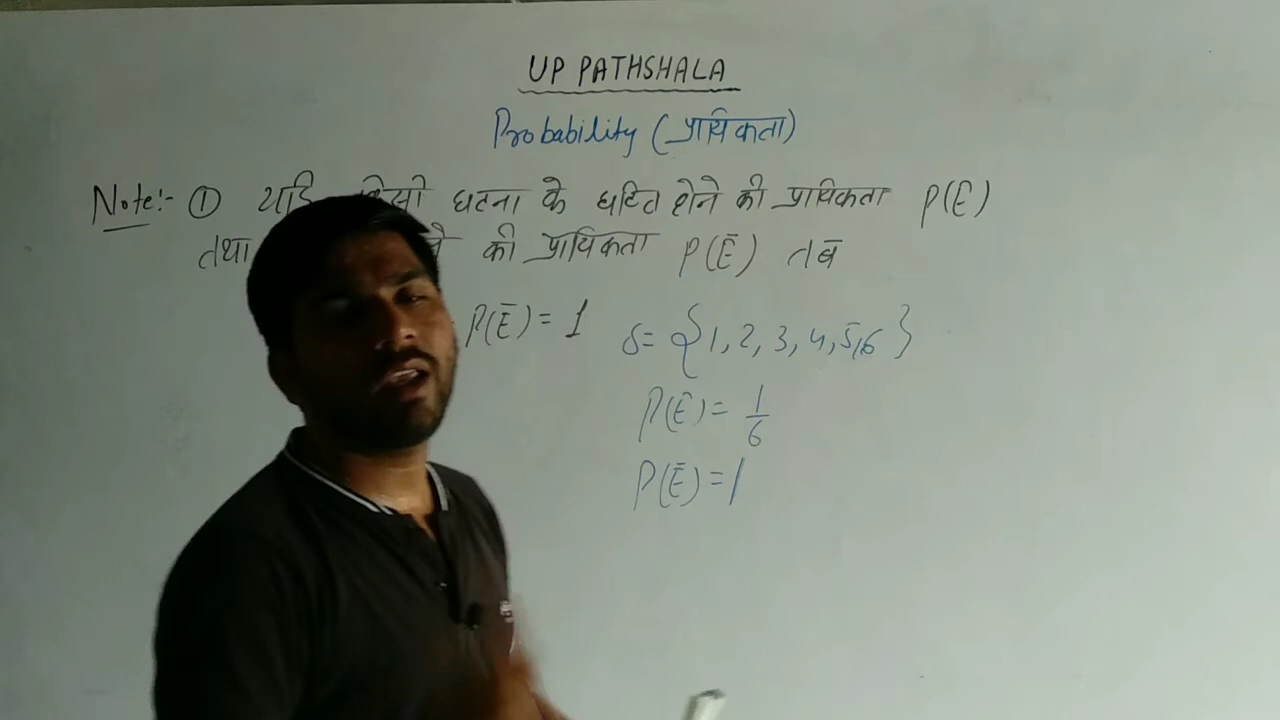 UP PATHSHALA
Probability (प्रायिकता)
Note:- ① यदि किसी घटना के घटित होने की प्रायिकता P(E)
तथा की प्रायिकता P(Ē) तब
P(Ē) = 1
S= {1, 2, 3, 4, 5, 6}
P(E) = 1/6
P(Ē) = 1